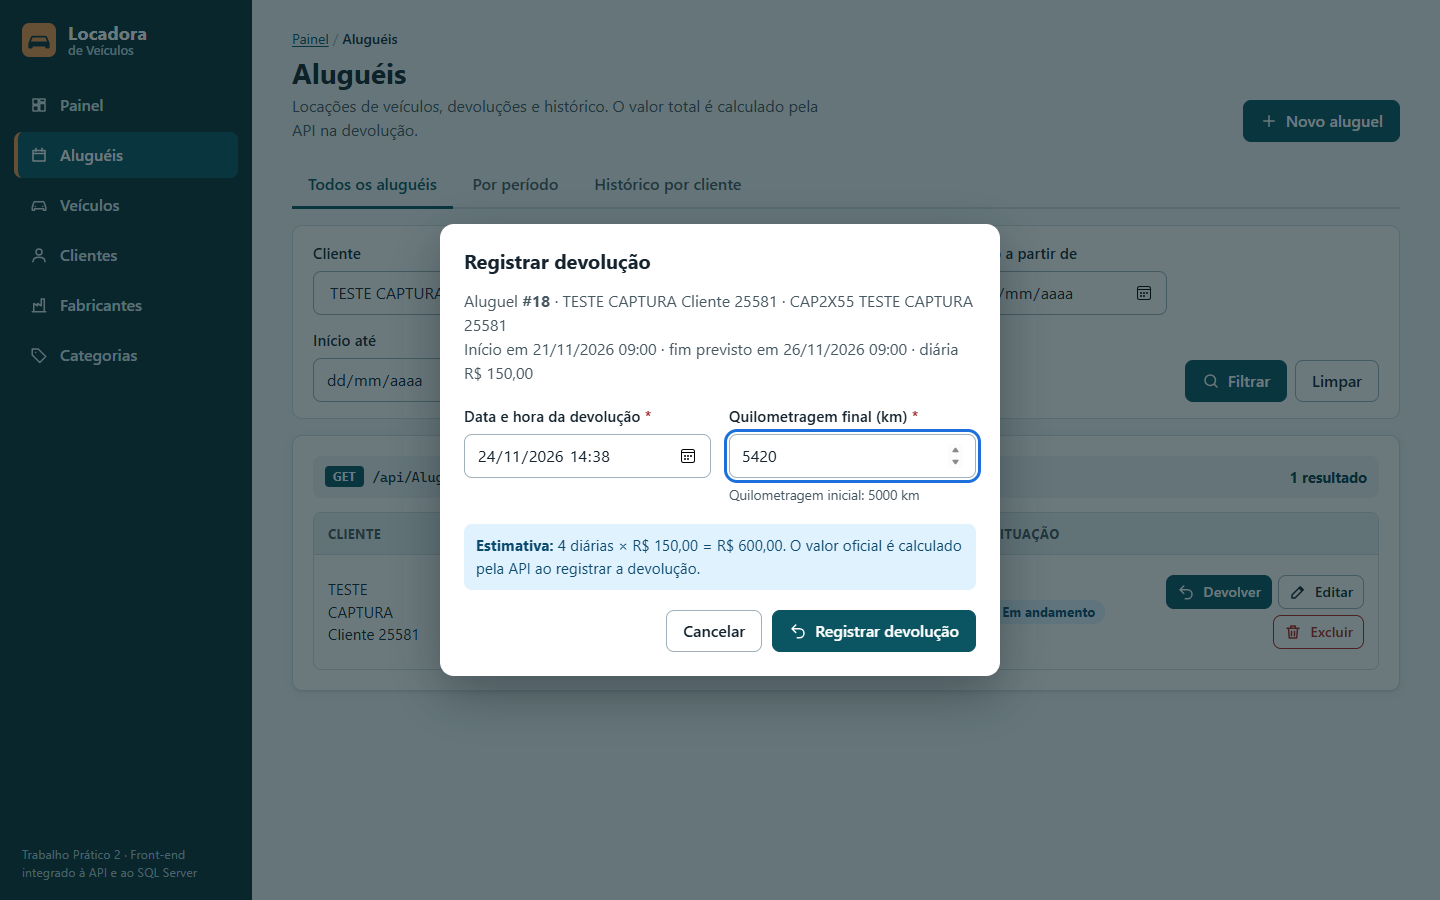 Locadora
de Veículos
Painel
Aluguéis
Veículos
Clientes
Fabricantes
Categorias
Trabalho Prático 2 · Front-end
integrado à API e ao SQL Server
Painel / Aluguéis
Aluguéis
Locações de veículos, devoluções e histórico. O valor total é calculado pela
API na devolução.
Novo aluguel
Todos os aluguéis
Por período
Histórico por cliente
Cliente
a partir de
TESTE CAPTURA
/mm/aaaa
Início até
dd/mm/aaaa
Filtrar
Limpar
GET /api/Alug
1 resultado
CLIENTE
ITUAÇÃO
TESTE
CAPTURA
Cliente 25581
Em andamento
Devolver
Editar
Excluir
Registrar devolução
Aluguel #18 · TESTE CAPTURA Cliente 25581 · CAP2X55 TESTE CAPTURA
25581
Início em 21/11/2026 09:00 · fim previsto em 26/11/2026 09:00 · diária
R$ 150,00
Data e hora da devolução *
Quilometragem final (km) *
24/11/2026 14:38
5420
Quilometragem inicial: 5000 km
Estimativa: 4 diárias × R$ 150,00 = R$ 600,00. O valor oficial é calculado
pela API ao registrar a devolução.
Cancelar
Registrar devolução